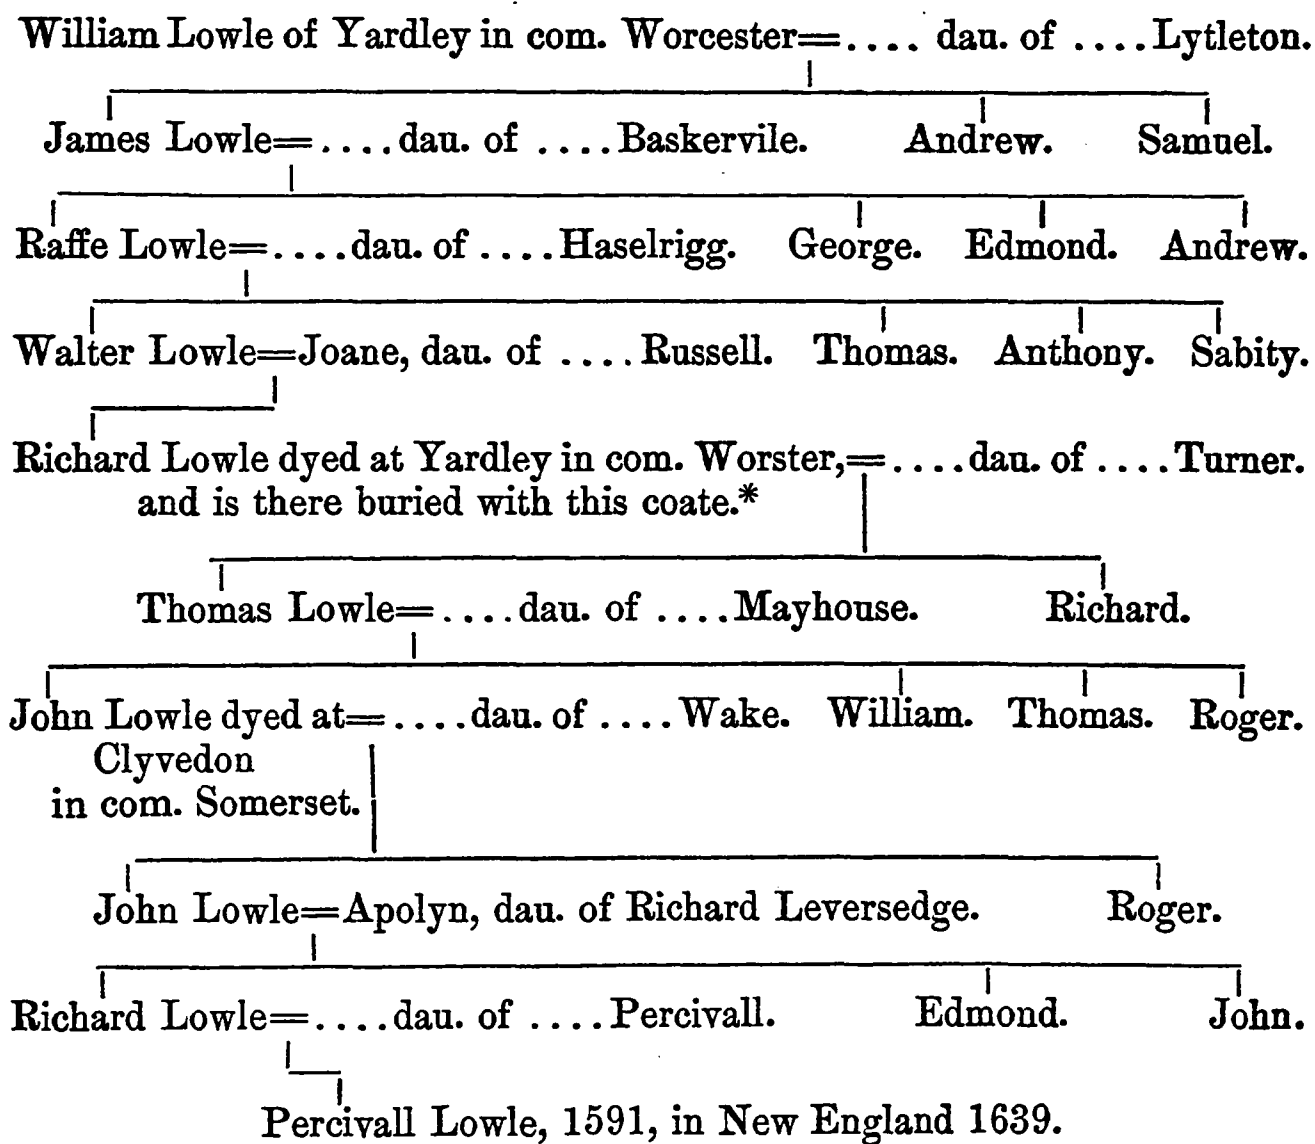 William Lowle of Yardley in com. Worcester=.... dau. of ....Lytleton.
James Lowle=....dau. of ....Baskervile. Andrew. Samuel.
Raffe Lowle=....dau. of ....Haselrigg. George. Edmond. Andrew.
Walter Lowle=Joane, dau. of ....Russell. Thomas. Anthony. Sabity.
Richard Lowle dyed at Yardley in com. Worster,=....dau. of ....Turner.
and is there buried with this coate.*
Thomas Lowle=....dau. of ....Mayhouse. Richard.
John Lowle dyed at=....dau. of ....Wake. William. Thomas. Roger.
Clyvedon
in com. Somerset.
John Lowle=Apolyn, dau. of Richard Leversedge. Roger.
Richard Lowle=....dau. of ....Percivall. Edmond. John.
Percivall Lowle, 1591, in New England 1639.